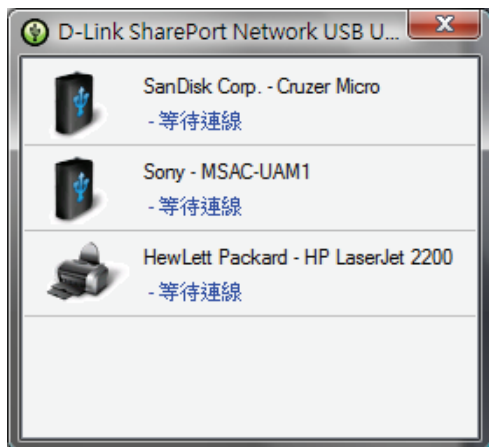 D-Link SharePort Network USB U...
SanDisk Corp. - Cruzer Micro
- 等待連線
Sony - MSAC-UAM1
- 等待連線
HewLett Packard - HP LaserJet 2200
- 等待連線